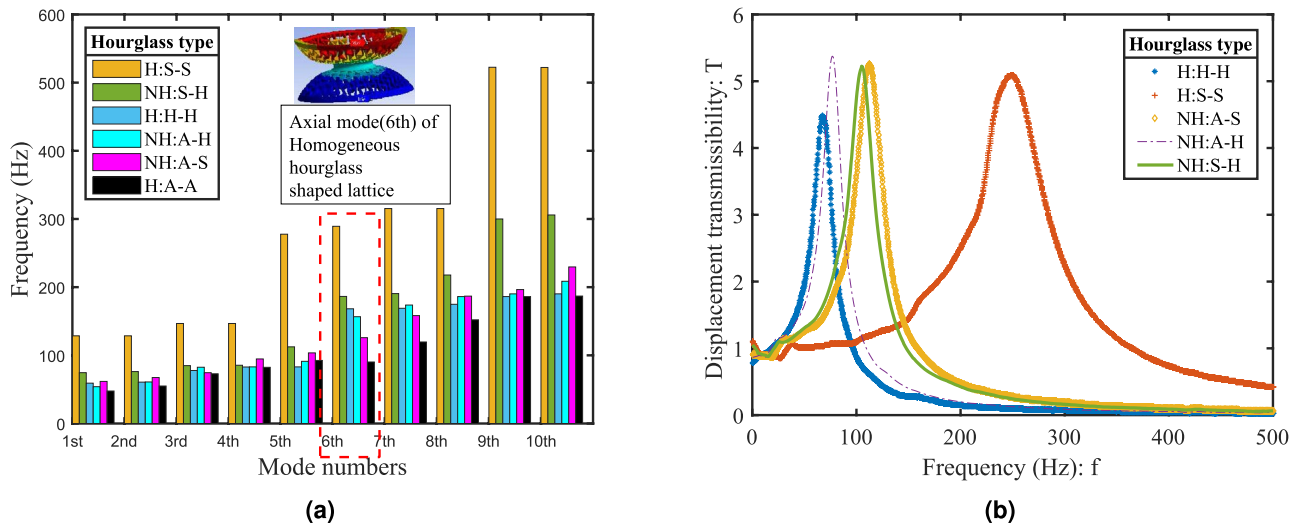 600
500
400
300
200
100
0
Frequency (Hz)
Hourglass type
H:S-S
NH:S-H
H:H-H
NH:A-H
NH:A-S
H:A-A
Axial mode(6th) of
Homogeneous
hourglass
shaped lattice
1st 2nd 3rd 4th 5th 6th 7th 8th 9th 10th
Mode numbers
(a)
6
5
4
3
2
1
0
Displacement transmissibility: T
Hourglass type
H:H-H
H:S-S
NH:A-S
NH:A-H
NH:S-H
0 100 200 300 400 500
Frequency (Hz): f
(b)